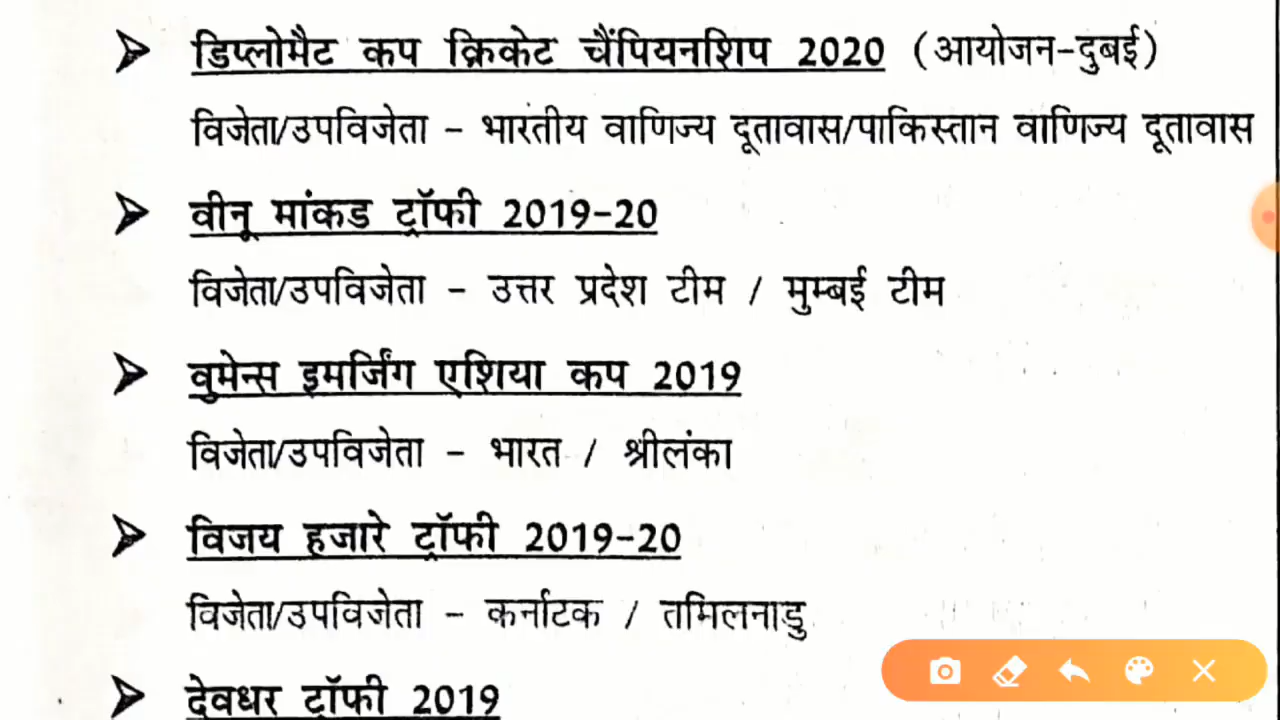 डिप्लोमैट कप क्रिकेट चैंपियनशिप 2020 (आयोजन-दुबई)
विजेता/उपविजेता - भारतीय वाणिज्य दूतावास/पाकिस्तान वाणिज्य दूतावास
वीनू मांकड ट्रॉफी 2019-20
विजेता/उपविजेता - उत्तर प्रदेश टीम / मुम्बई टीम
वुमेन्स इमर्जिंग एशिया कप 2019
विजेता/उपविजेता - भारत / श्रीलंका
विजय हजारे ट्रॉफी 2019-20
विजेता/उपविजेता - कर्नाटक / तमिलनाडु
देवधर ट्रॉफी 2019